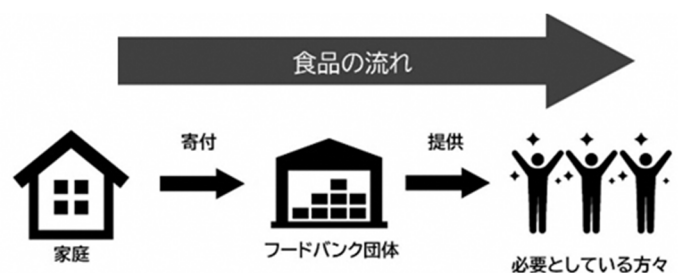 食品の流れ
寄付
提供
家庭
フードバンク団体
必要としている方々